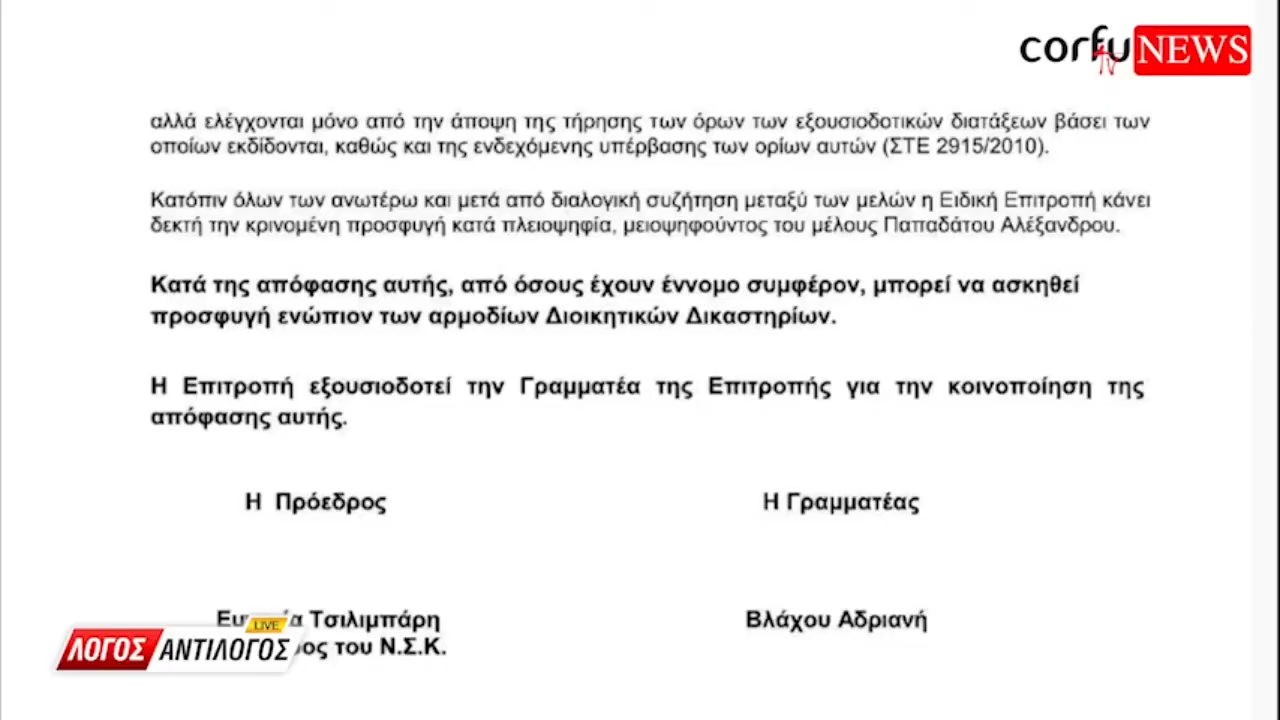 corfu TV NEWS
αλλά ελέγχονται μόνο από την άποψη της τήρησης των όρων των εξουσιοδοτικών διατάξεων βάσει των
οποίων εκδίδονται, καθώς και της ενδεχόμενης υπέρβασης των ορίων αυτών (ΣΤΕ 2915/2010).
Κατόπιν όλων των ανωτέρω και μετά από διαλογική συζήτηση μεταξύ των μελών η Ειδική Επιτροπή κάνει
δεκτή την κρινομένη προσφυγή κατά πλειοψηφία, μειοψηφούντος του μέλους Παπαδάτου Αλέξανδρου.
Κατά της απόφασης αυτής, από όσους έχουν έννομο συμφέρον, μπορεί να ασκηθεί
προσφυγή ενώπιον των αρμοδίων Διοικητικών Δικαστηρίων.
Η Επιτροπή εξουσιοδοτεί την Γραμματέα της Επιτροπής για την κοινοποίηση της
απόφασης αυτής.
Η Πρόεδρος
Η Γραμματέας
Τσιλιμπάρη
Βλάχου Αδριανή
του Ν.Σ.Κ.
LIVE
ΛΟΓΟΣ ΑΝΤΙΛΟΓΟΣ